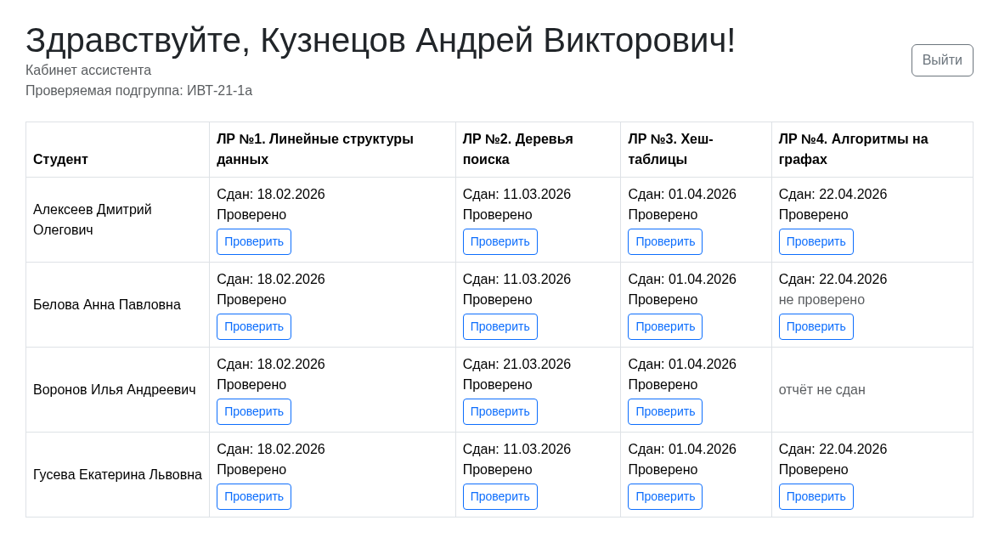 Здравствуйте, Кузнецов Андрей Викторович!
Кабинет ассистента
Проверяемая подгруппа: ИВТ-21-1а
Выйти
Студент
ЛР №1. Линейные структуры
данных
ЛР №2. Деревья
поиска
ЛР №3. Хеш-
таблицы
ЛР №4. Алгоритмы на
графах
Алексеев Дмитрий
Олегович
Сдан: 18.02.2026
Проверено
Проверить
Сдан: 11.03.2026
Проверено
Проверить
Сдан: 01.04.2026
Проверено
Проверить
Сдан: 22.04.2026
Проверено
Проверить
Белова Анна Павловна
Сдан: 18.02.2026
Проверено
Проверить
Сдан: 11.03.2026
Проверено
Проверить
Сдан: 01.04.2026
Проверено
Проверить
Сдан: 22.04.2026
не проверено
Проверить
Воронов Илья Андреевич
Сдан: 18.02.2026
Проверено
Проверить
Сдан: 21.03.2026
Проверено
Проверить
Сдан: 01.04.2026
Проверено
Проверить
отчёт не сдан
Гусева Екатерина Львовна
Сдан: 18.02.2026
Проверено
Проверить
Сдан: 11.03.2026
Проверено
Проверить
Сдан: 01.04.2026
Проверено
Проверить
Сдан: 22.04.2026
Проверено
Проверить